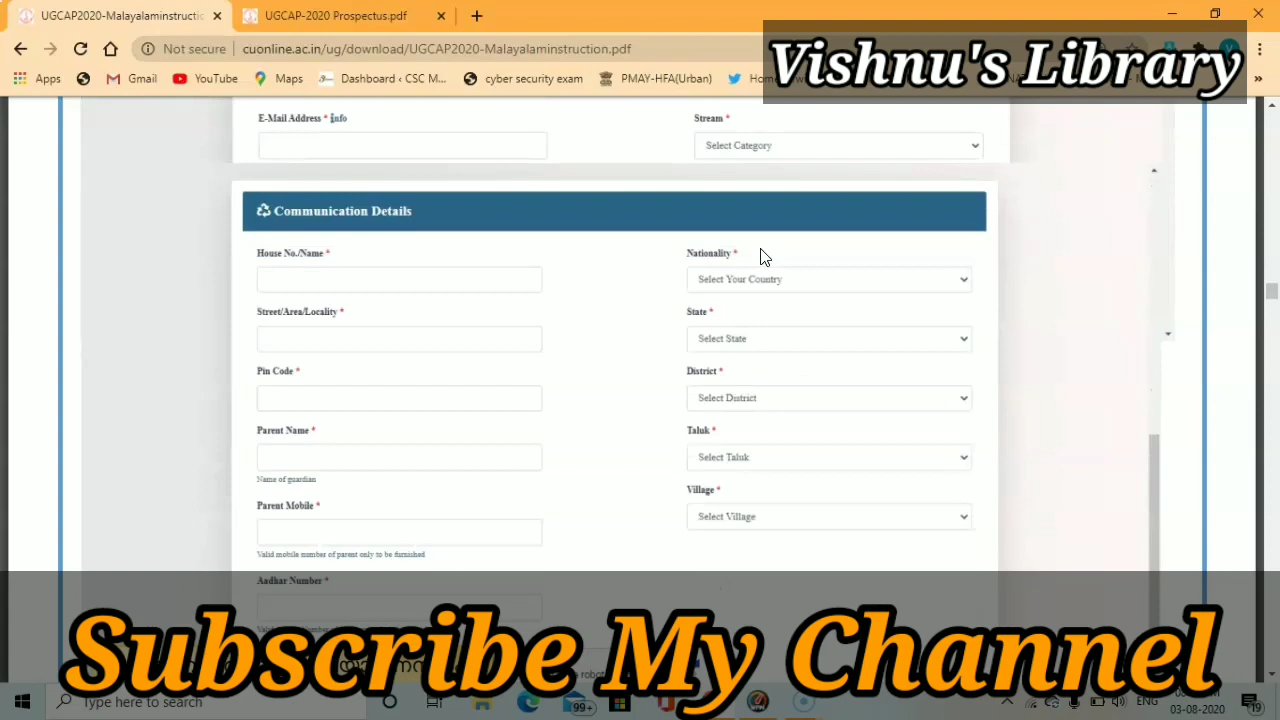 UGCAP-2020-Malayalaminstructio
UGCAP-2020 Prospectus.pdf
Not secure
cuonline.ac.in/ug/download/UGCAP2020-Malayalaminstruction.pdf
Vishnu's Library
Apps
Gmail
YouTube
Maps
Dashboard ‹ CSC M...
cyber security exam
PMAY-HFA(Urban)
E-Mail Address * info
Stream *
Select Category
Communication Details
House No./Name *
Nationality *
Select Your Country
Street/Area/Locality *
State *
Select State
Pin Code *
District *
Select District
Parent Name *
Taluk *
Select Taluk
Name of guardian
Village *
Parent Mobile *
Select Village
Valid mobile number of parent only to be furnished
Aadhar Number *
Subscribe My Channel
Type here to search
99+
ENG
03-08-2020
19